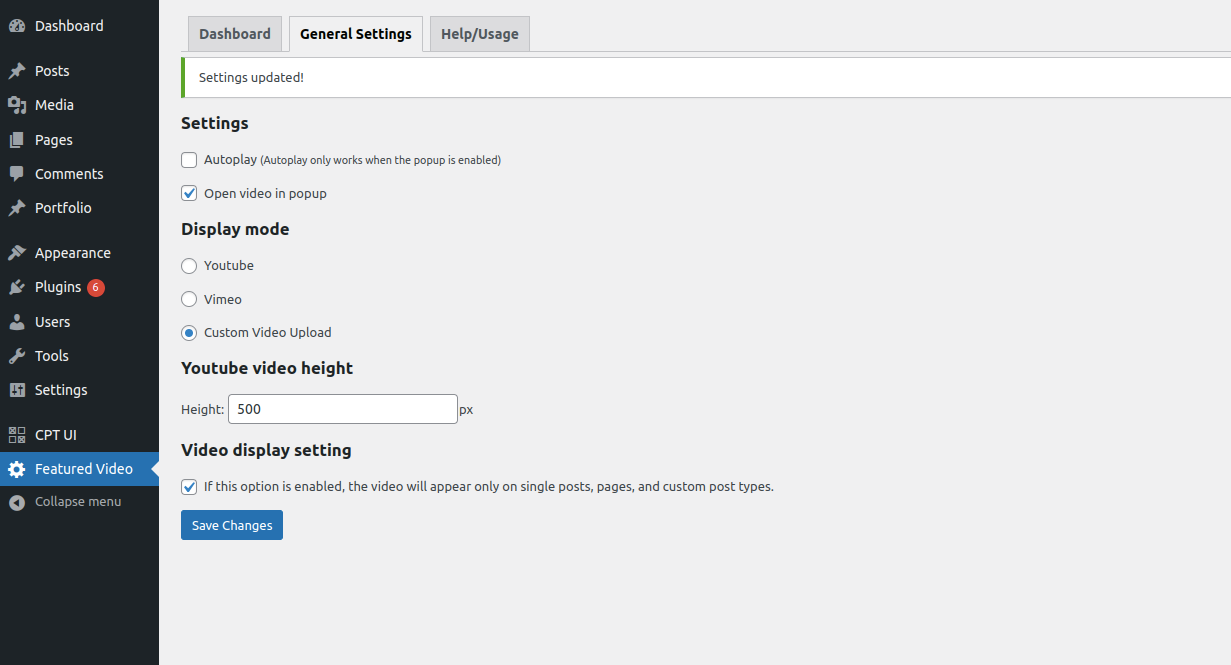 Dashboard
Posts
Media
Pages
Comments
Portfolio
Appearance
Plugins 6
Users
Tools
Settings
CPT UI
Featured Video
Collapse menu
Dashboard General Settings Help/Usage
Settings updated!
Settings
Autoplay (Autoplay only works when the popup is enabled)
Open video in popup
Display mode
Youtube
Vimeo
Custom Video Upload
Youtube video height
Height: 500 px
Video display setting
If this option is enabled, the video will appear only on single posts, pages, and custom post types.
Save Changes